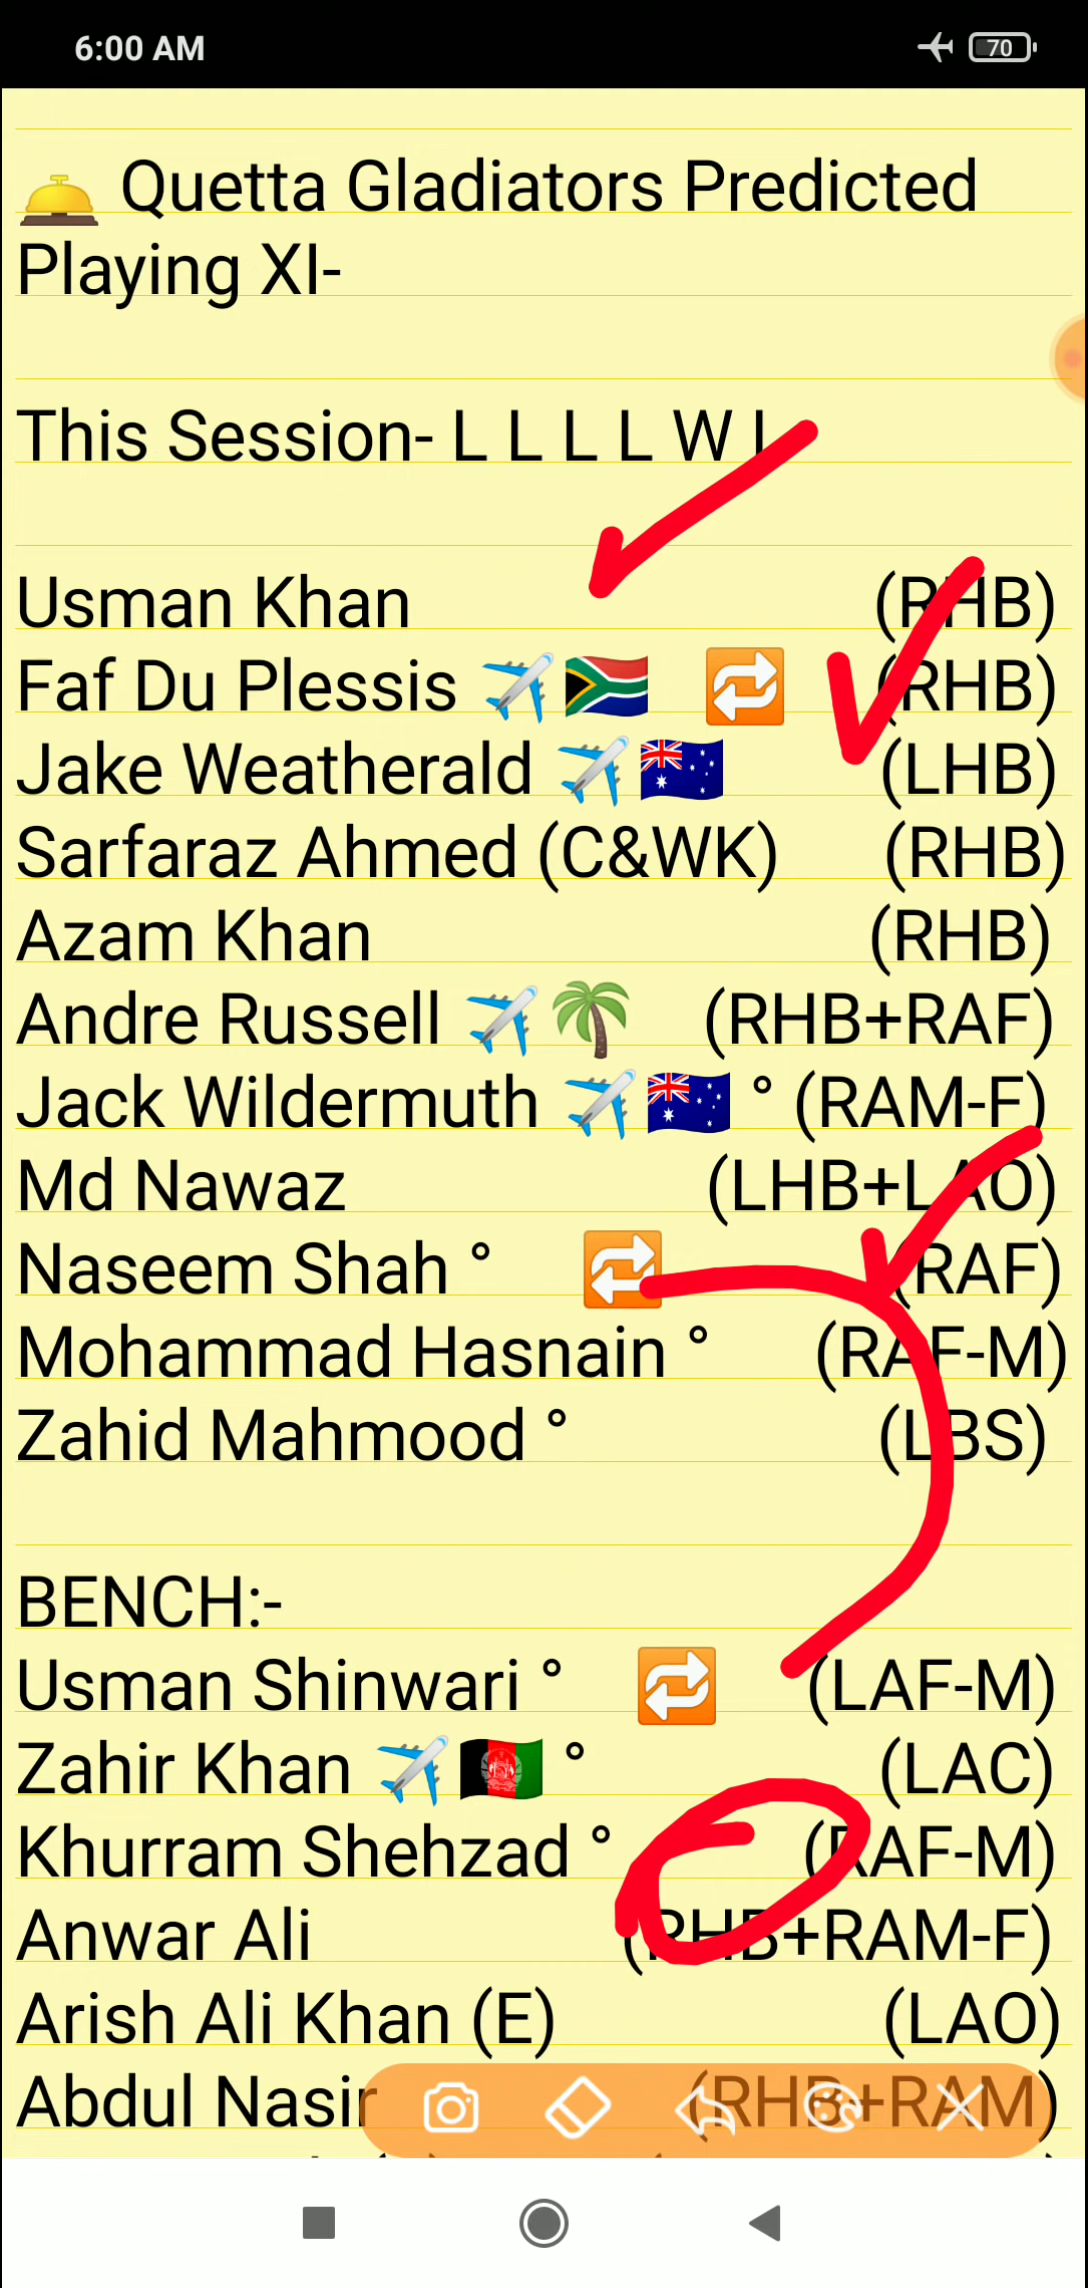 6:00 AM
70
🛎 Quetta Gladiators Predicted
Playing XI-
This Session- L L L L W L
Usman Khan (RHB)
Faf Du Plessis ✈️🇿🇦 🔁 (RHB)
Jake Weatherald ✈️🇦🇺 (LHB)
Sarfaraz Ahmed (C&WK) (RHB)
Azam Khan (RHB)
Andre Russell ✈️🌴 (RHB+RAF)
Jack Wildermuth ✈️🇦🇺 ° (RAM-F)
Md Nawaz (LHB+LAO)
Naseem Shah ° 🔁 (RAF)
Mohammad Hasnain ° (RAF-M)
Zahid Mahmood ° (LBS)
BENCH:-
Usman Shinwari ° 🔁 (LAF-M)
Zahir Khan ✈️🇦🇫 ° (LAC)
Khurram Shehzad ° (RAF-M)
Anwar Ali (RHB+RAM-F)
Arish Ali Khan (E) (LAO)
Abdul Nasir (RHB+RAM)